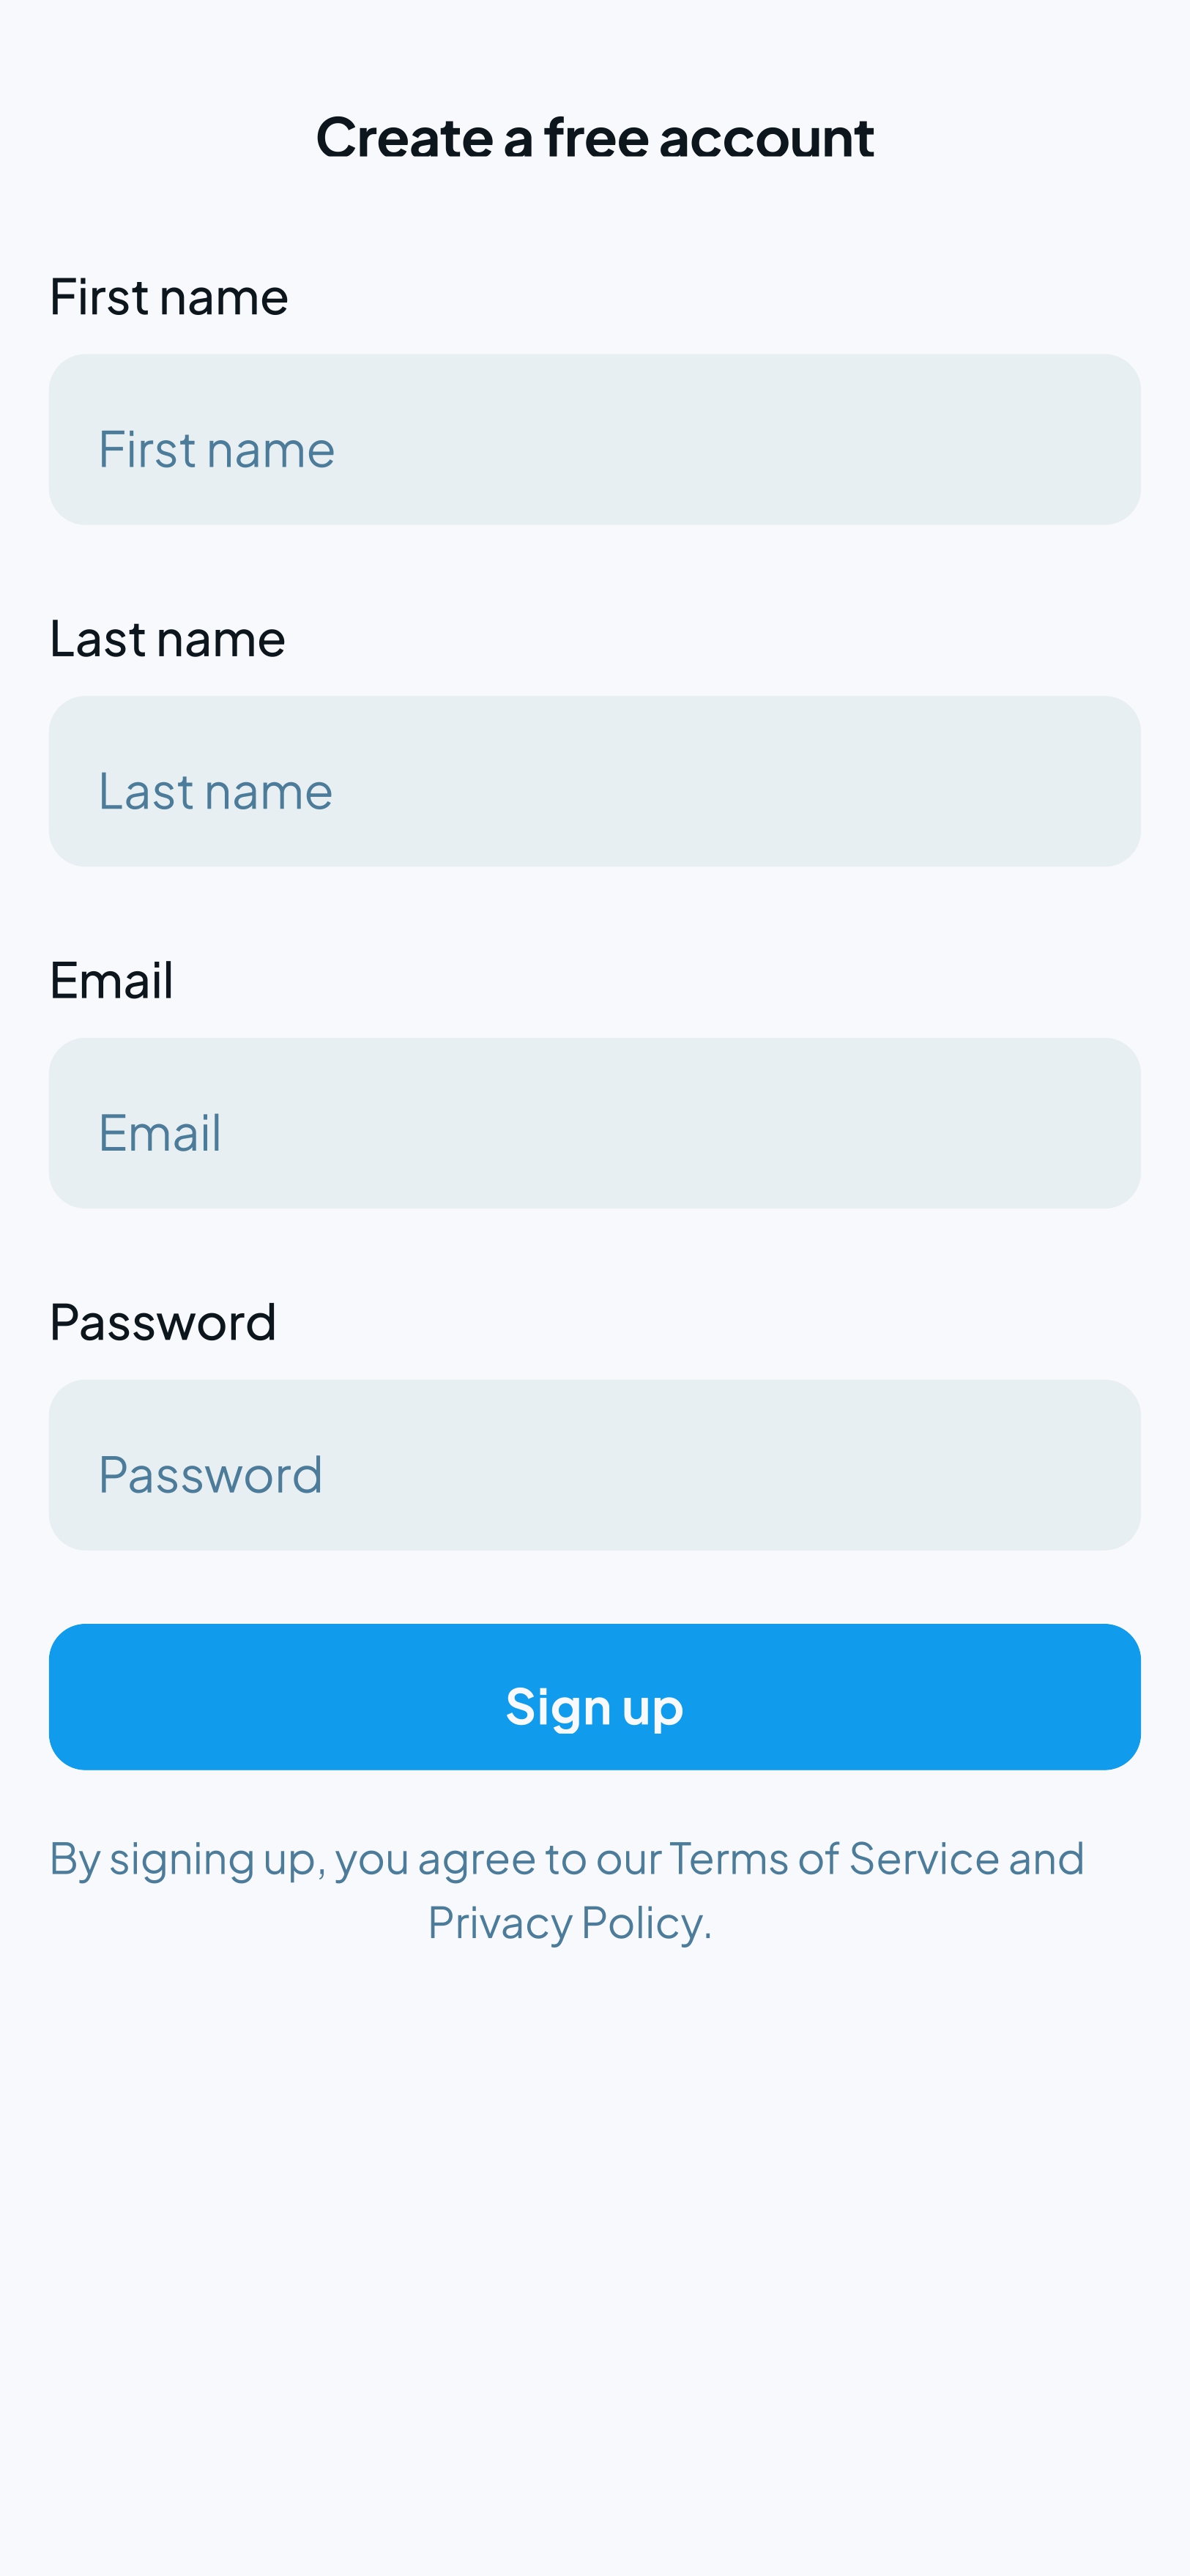 Create a free account
First name
First name
Last name
Last name
Email
Email
Password
Password
Sign up
By signing up, you agree to our Terms of Service and
Privacy Policy.